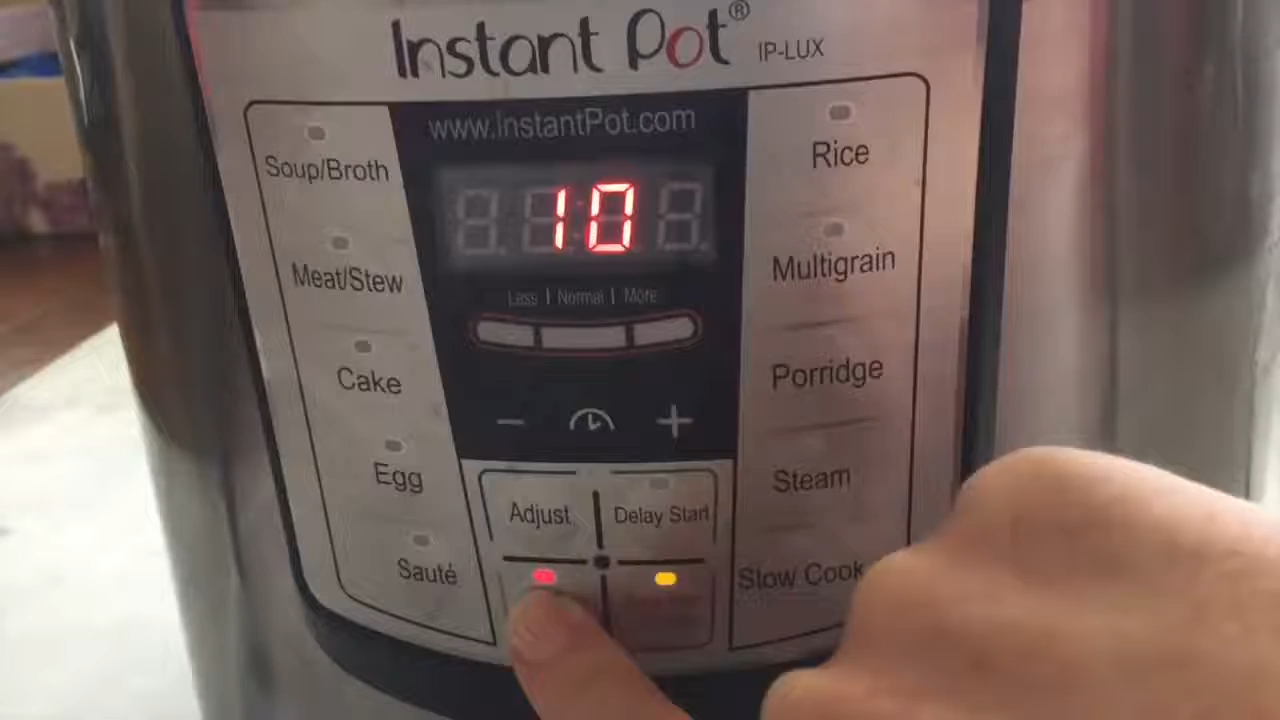 Instant Pot® IP-LUX
www.InstantPot.com
Soup/Broth
Meat/Stew
Cake
Egg
Sauté
10
Less | Normal | More
− +
Adjust
Delay Start
Rice
Multigrain
Porridge
Steam
Slow Cook